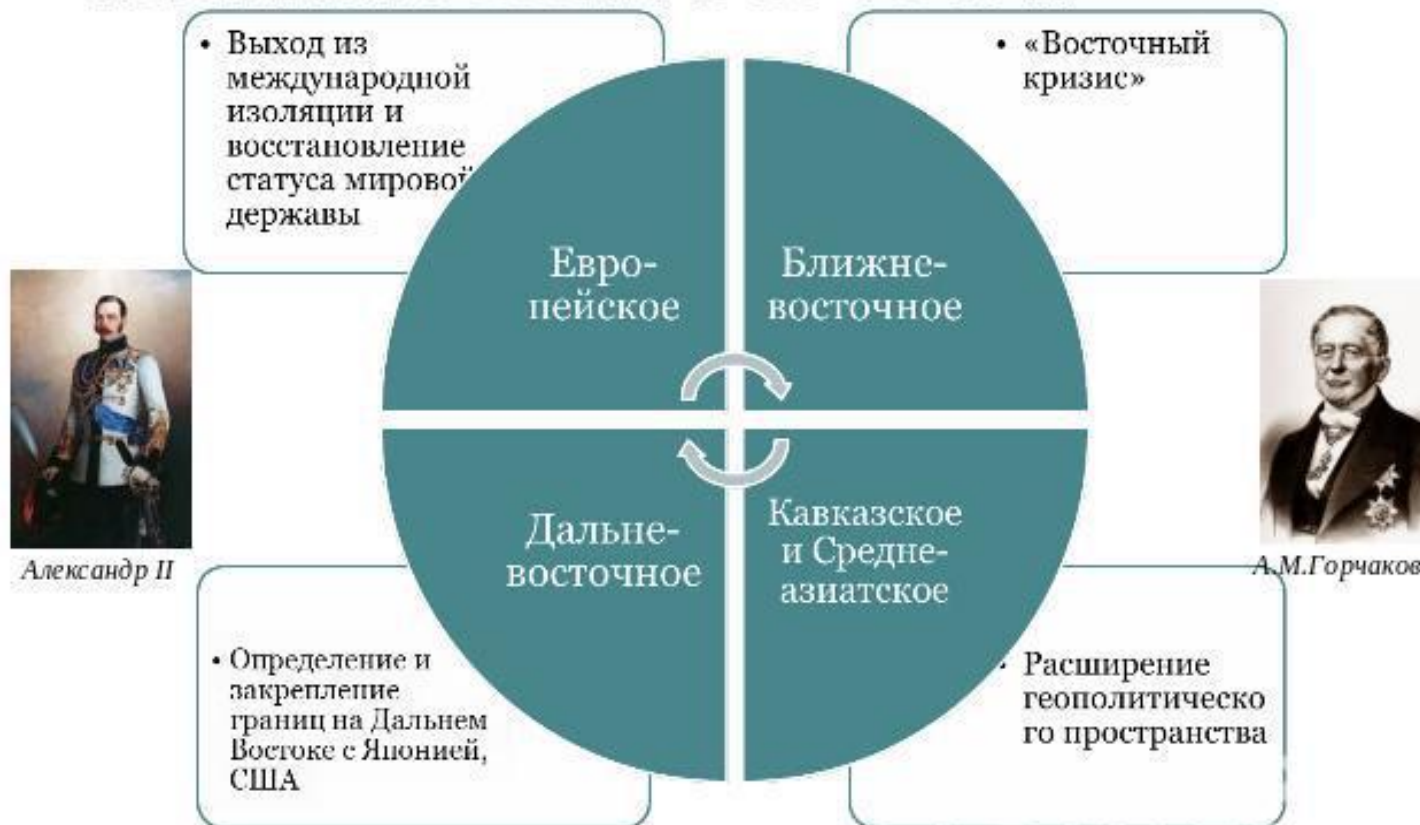 • Выход из
международной
изоляции и
восстановление
статуса мировой
державы
• «Восточный
кризис»
Евро-
пейское
Ближне-
восточное
Александр II
А.М.Горчаков
Дальне-
восточное
Кавказское
и Средне-
азиатское
• Определение и
закрепление
границ на Дальнем
Востоке с Японией,
США
• Расширение
геополитическо
го пространства